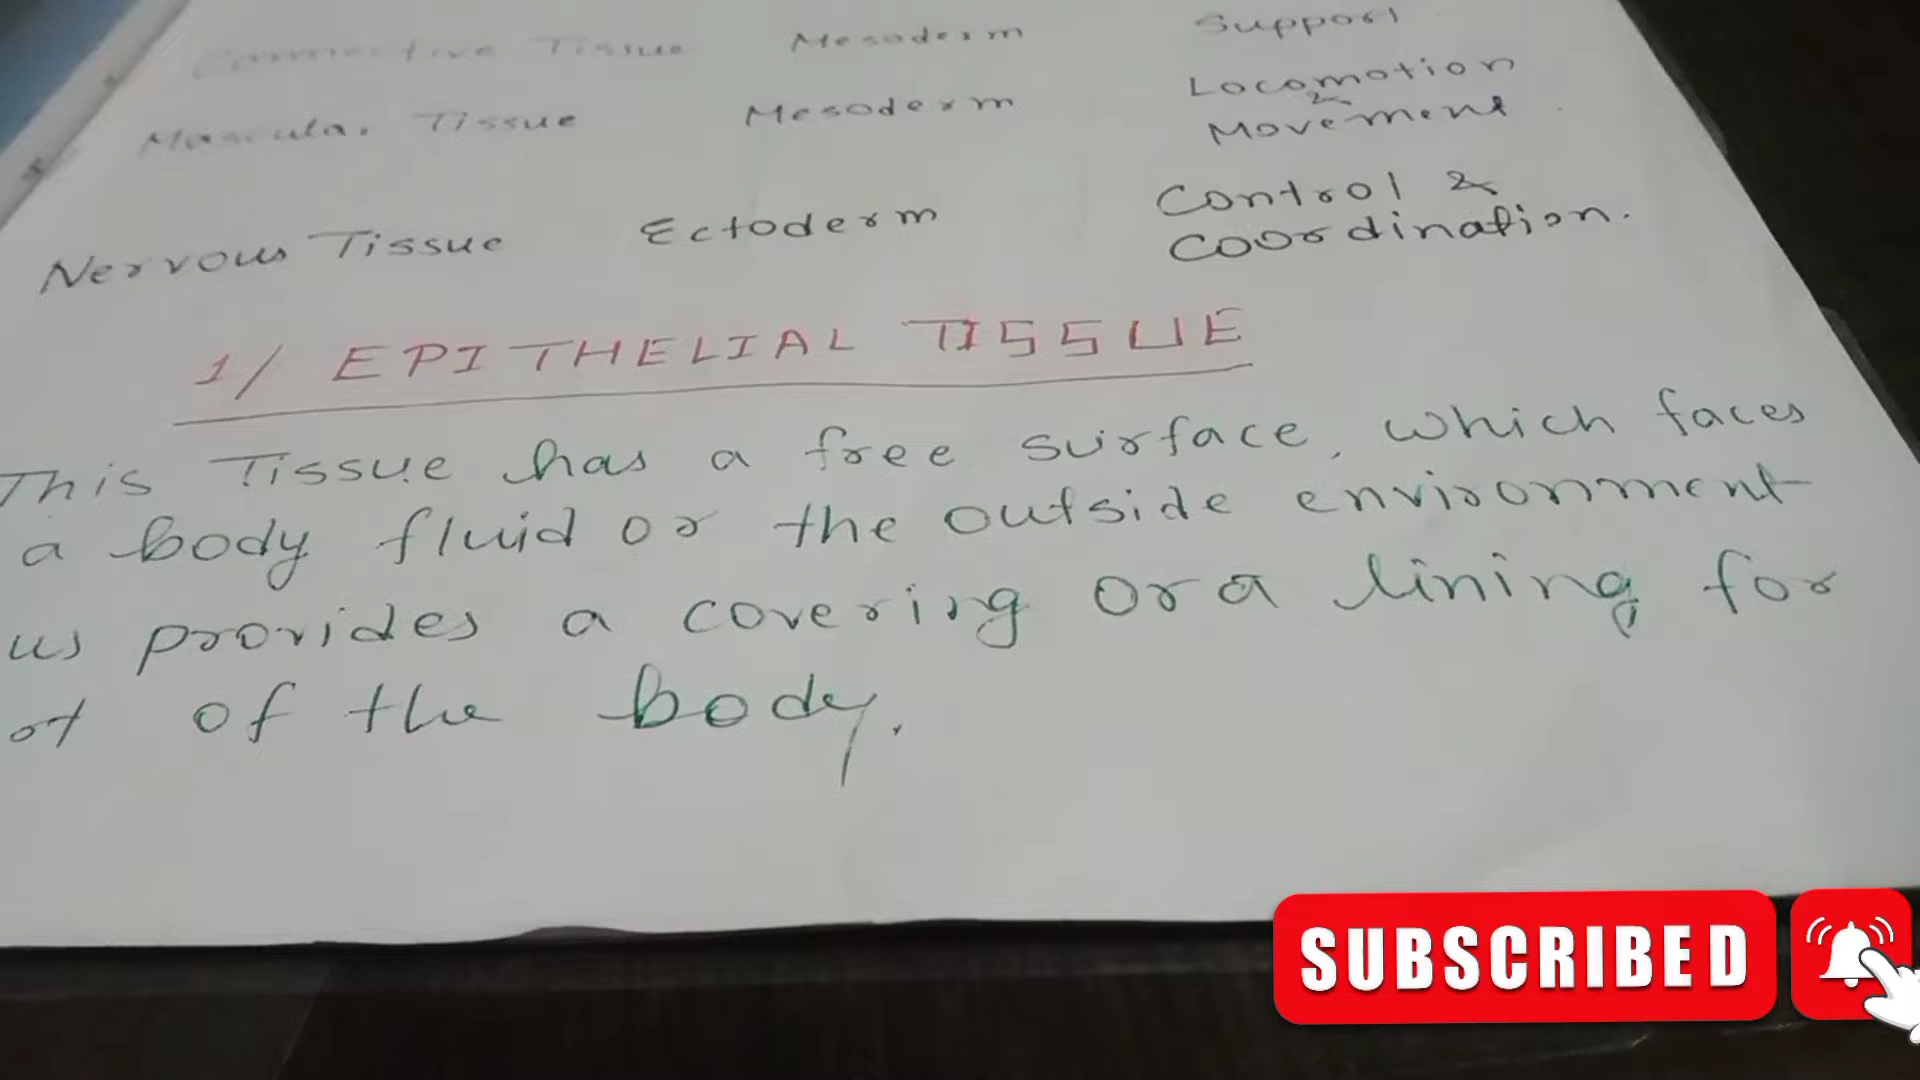 Connective Tissue Mesoderm Support
Muscular Tissue Mesoderm Locomotion
&
Movement.
Nervous Tissue Ectoderm Control &
Coordination.
1/ EPITHELIAL TISSUE
This Tissue has a free surface, which faces
a body fluid or the outside environment
us provides a covering or a lining for
of the body.
SUBSCRIBED